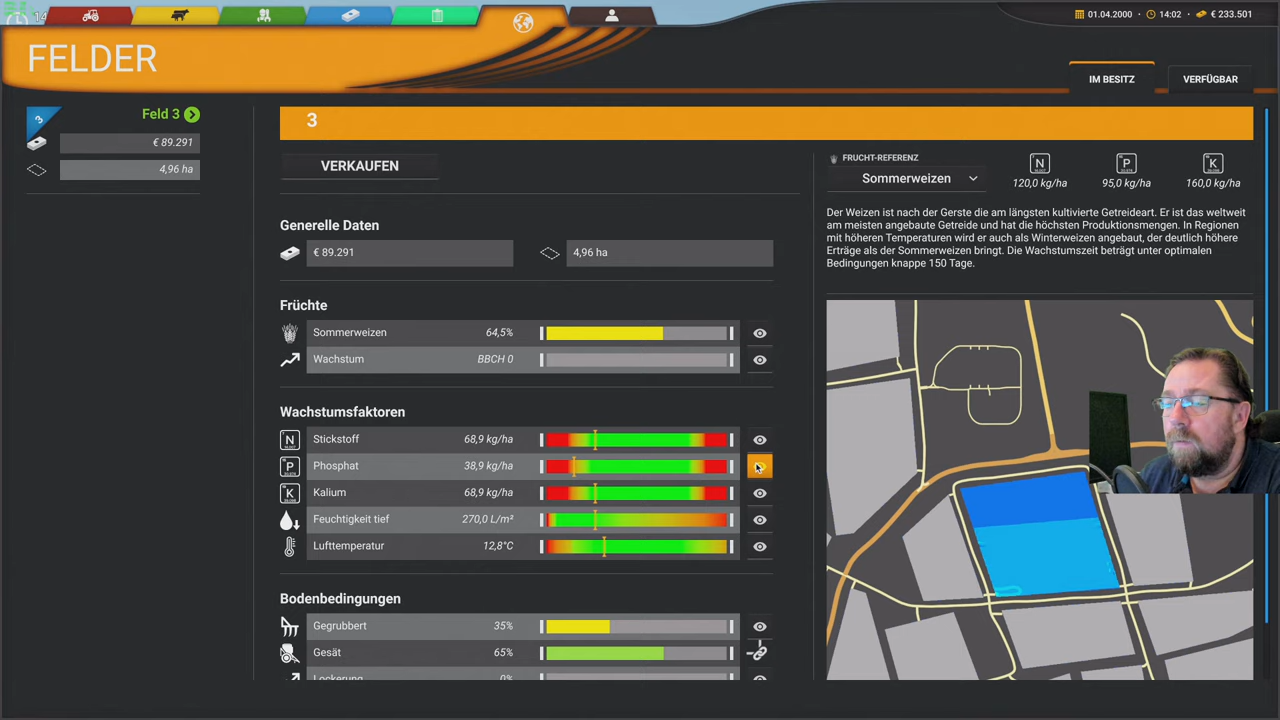 14
01.04.2000
14:02
€ 233.501
FELDER
IM BESITZ
VERFÜGBAR
3
Feld 3
€ 89.291
4,96 ha
3
VERKAUFEN
Generelle Daten
€ 89.291
4,96 ha
Früchte
Sommerweizen 64,5%
Wachstum BBCH 0
Wachstumsfaktoren
N Stickstoff 68,9 kg/ha
P Phosphat 38,9 kg/ha
K Kalium 68,9 kg/ha
Feuchtigkeit tief 270,0 L/m²
Lufttemperatur 12,8°C
Bodenbedingungen
Gegrubbert 35%
Gesät 65%
Lockerung 0%
FRUCHT-REFERENZ
Sommerweizen
N
120,0 kg/ha
P
95,0 kg/ha
K
160,0 kg/ha
Der Weizen ist nach der Gerste die am längsten kultivierte Getreideart. Er ist das weltweit
am meisten angebaute Getreide und hat die höchsten Produktionsmengen. In Regionen
mit höheren Temperaturen wird er auch als Winterweizen angebaut, der deutlich höhere
Erträge als der Sommerweizen bringt. Die Wachstumszeit beträgt unter optimalen
Bedingungen knappe 150 Tage.